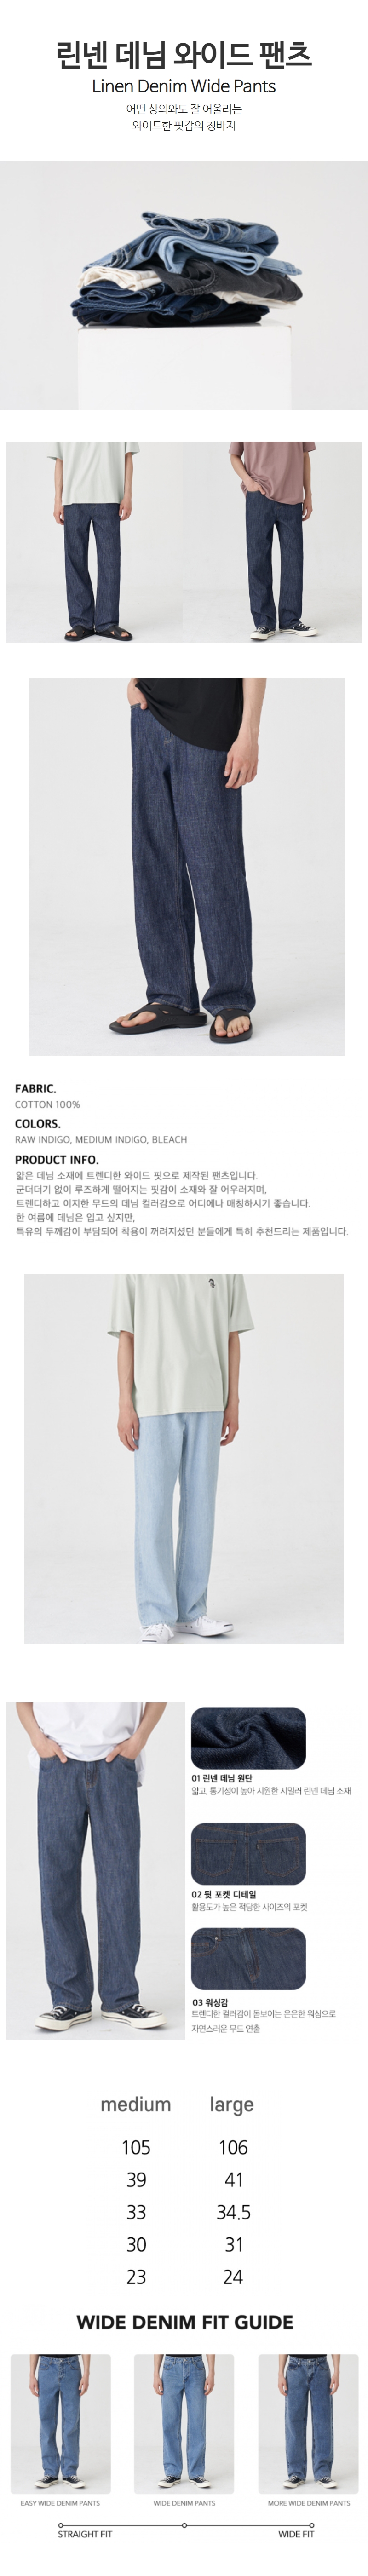 린넨 데님 와이드 팬츠
Linen Denim Wide Pants
어떤 상의와도 잘 어울리는
와이드한 핏감의 청바지
FABRIC.
COTTON 100%
COLORS.
RAW INDIGO, MEDIUM INDIGO, BLEACH
PRODUCT INFO.
얇은 데님 소재에 트렌디한 와이드 핏으로 제작된 팬츠입니다.
군더더기 없이 루즈하게 떨어지는 핏감이 소재와 잘 어우러지며,
트렌디하고 이지한 무드의 데님 컬러감으로 어디에나 매칭하시기 좋습니다.
한 여름에 데님은 입고 싶지만,
특유의 두께감이 부담되어 착용이 꺼려지셨던 분들에게 특히 추천드리는 제품입니다.
01 린넨 데님 원단
얇고, 통기성이 높아 시원한 시밀러 린넨 데님 소재
02 뒷 포켓 디테일
활용도가 높은 적당한 사이즈의 포켓
03 워싱감
트렌디한 컬러감이 돋보이는 은은한 워싱으로
자연스러운 무드 연출
medium large
105 106
39 41
33 34.5
30 31
23 24
WIDE DENIM FIT GUIDE
EASY WIDE DENIM PANTS WIDE DENIM PANTS MORE WIDE DENIM PANTS
STRAIGHT FIT WIDE FIT